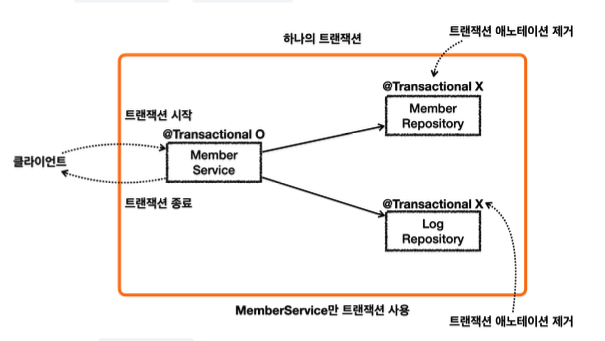 트랜잭션 애노테이션 제거
하나의 트랜잭션
@Transactional X
Member
Repository
트랜잭션 시작
@Transactional O
Member
Service
클라이언트
트랜잭션 종료
@Transactional X
Log
Repository
MemberService만 트랜잭션 사용
트랜잭션 애노테이션 제거